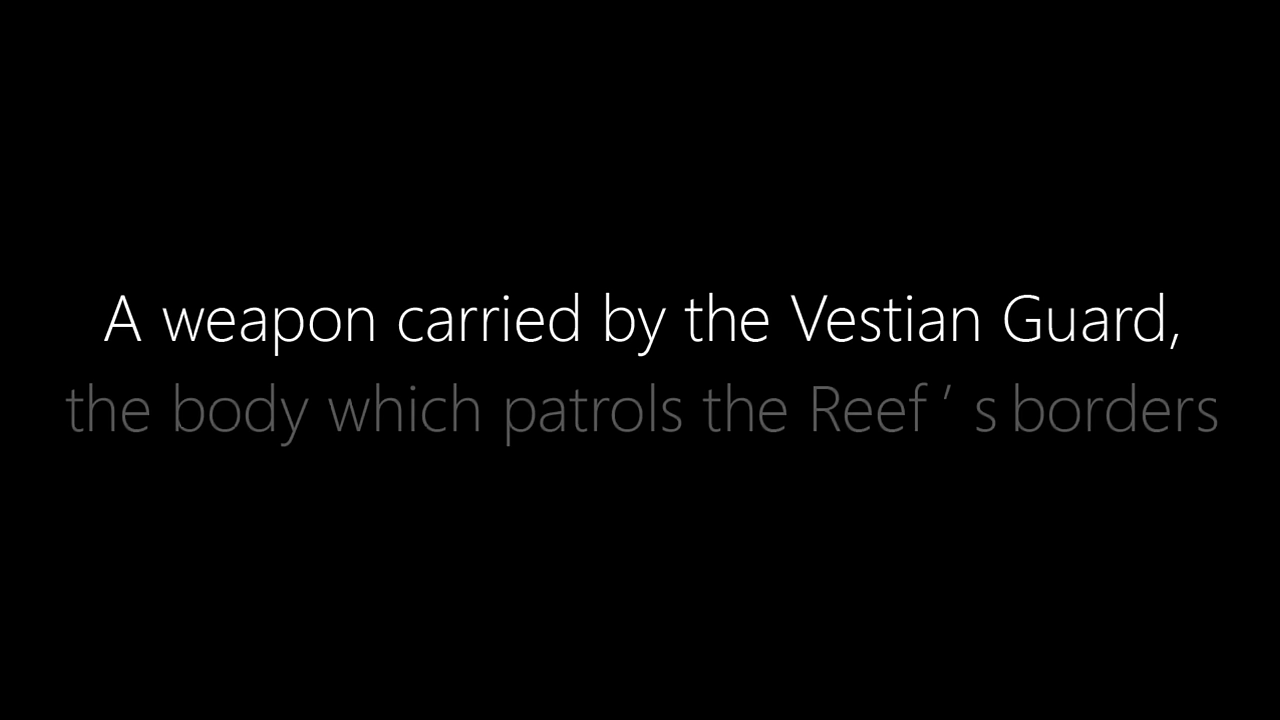 A weapon carried by the Vestian Guard,
the body which patrols the Reef ’ s borders